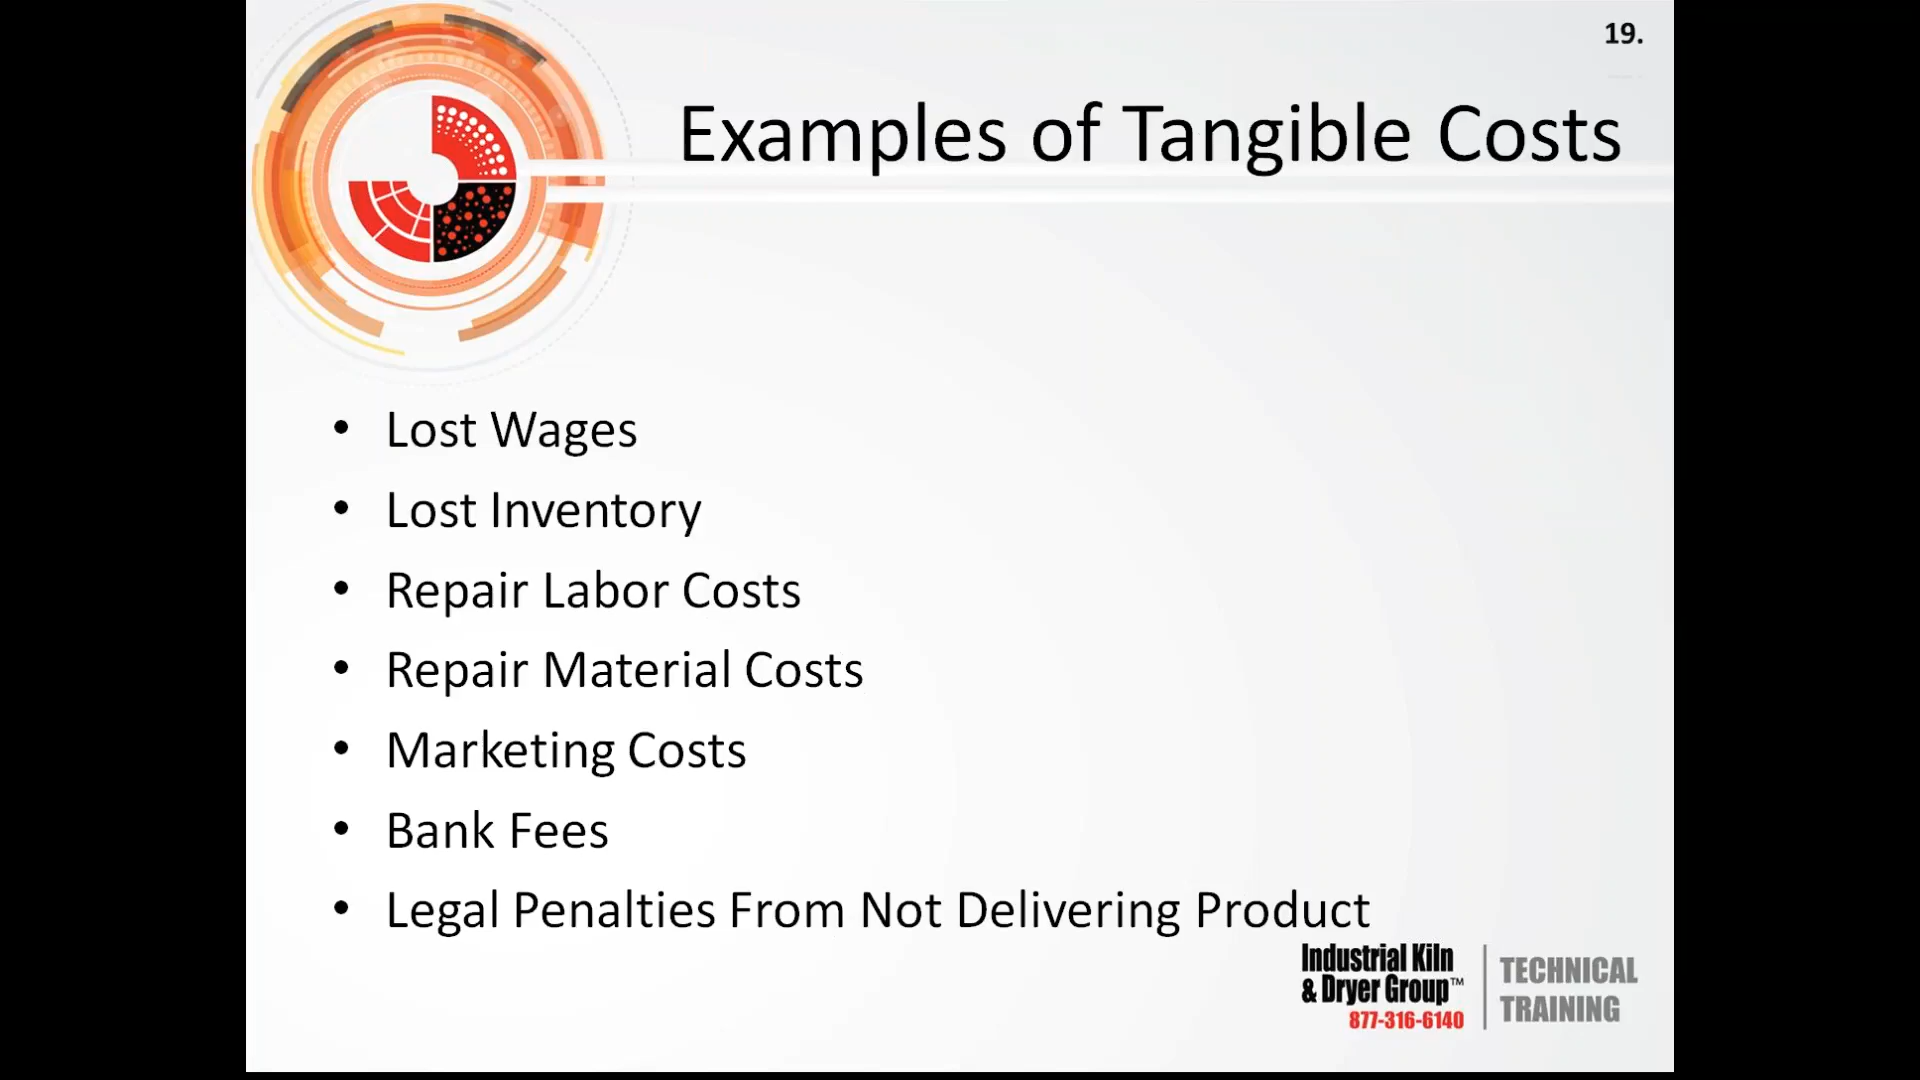 19.
Examples of Tangible Costs
• Lost Wages
• Lost Inventory
• Repair Labor Costs
• Repair Material Costs
• Marketing Costs
• Bank Fees
• Legal Penalties From Not Delivering Product
Industrial Kiln
& Dryer Group™
877-316-6140
TECHNICAL
TRAINING